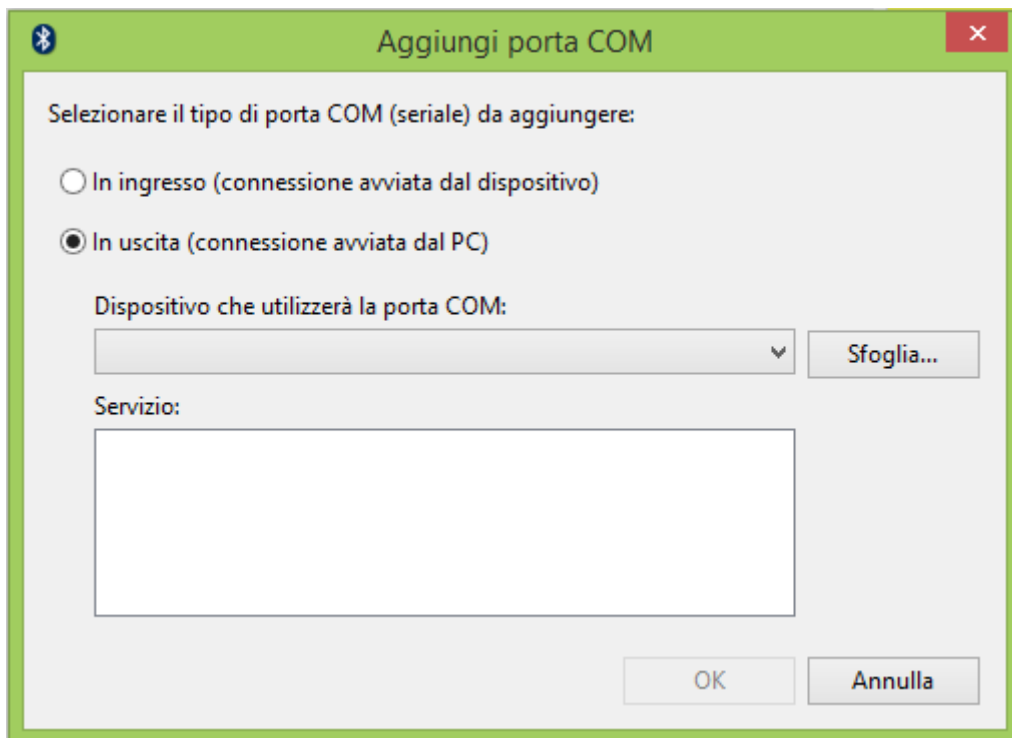 Aggiungi porta COM
Selezionare il tipo di porta COM (seriale) da aggiungere:
In ingresso (connessione avviata dal dispositivo)
In uscita (connessione avviata dal PC)
Dispositivo che utilizzerà la porta COM:
Sfoglia...
Servizio:
OK
Annulla